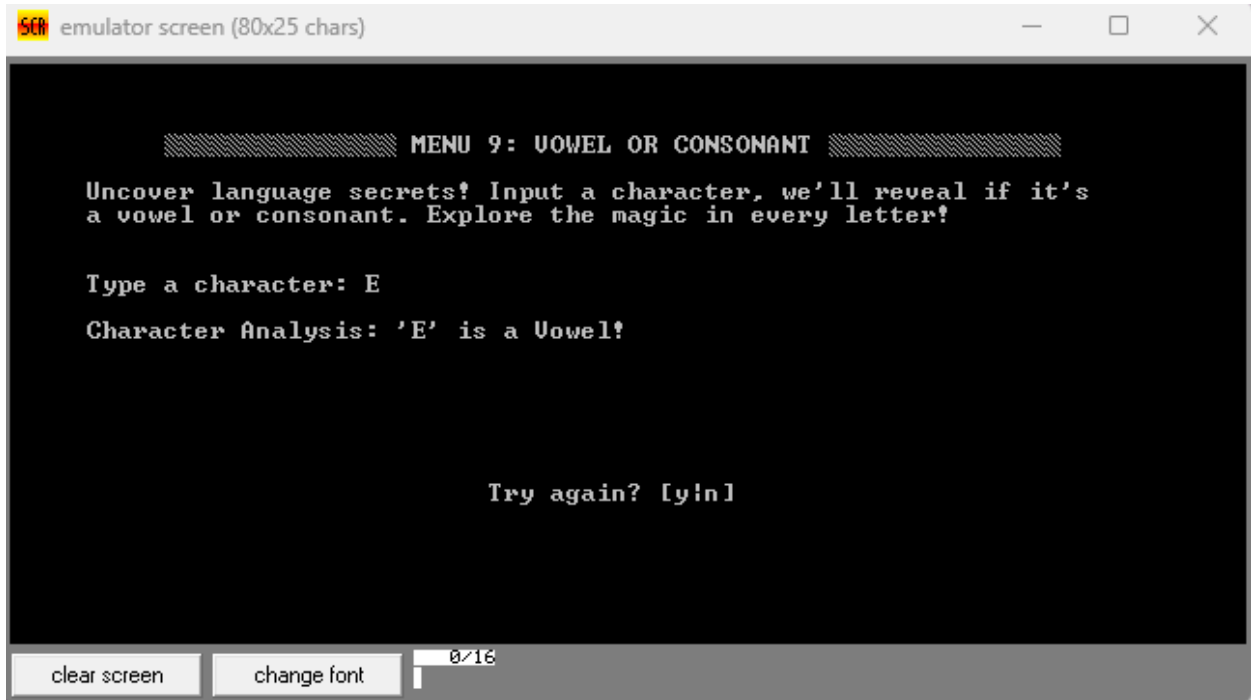 SCR emulator screen (80x25 chars)
MENU 9: VOWEL OR CONSONANT
Uncover language secrets! Input a character, we'll reveal if it's
a vowel or consonant. Explore the magic in every letter!
Type a character: E
Character Analysis: 'E' is a Vowel!
Try again? [y|n]
clear screen change font 0/16